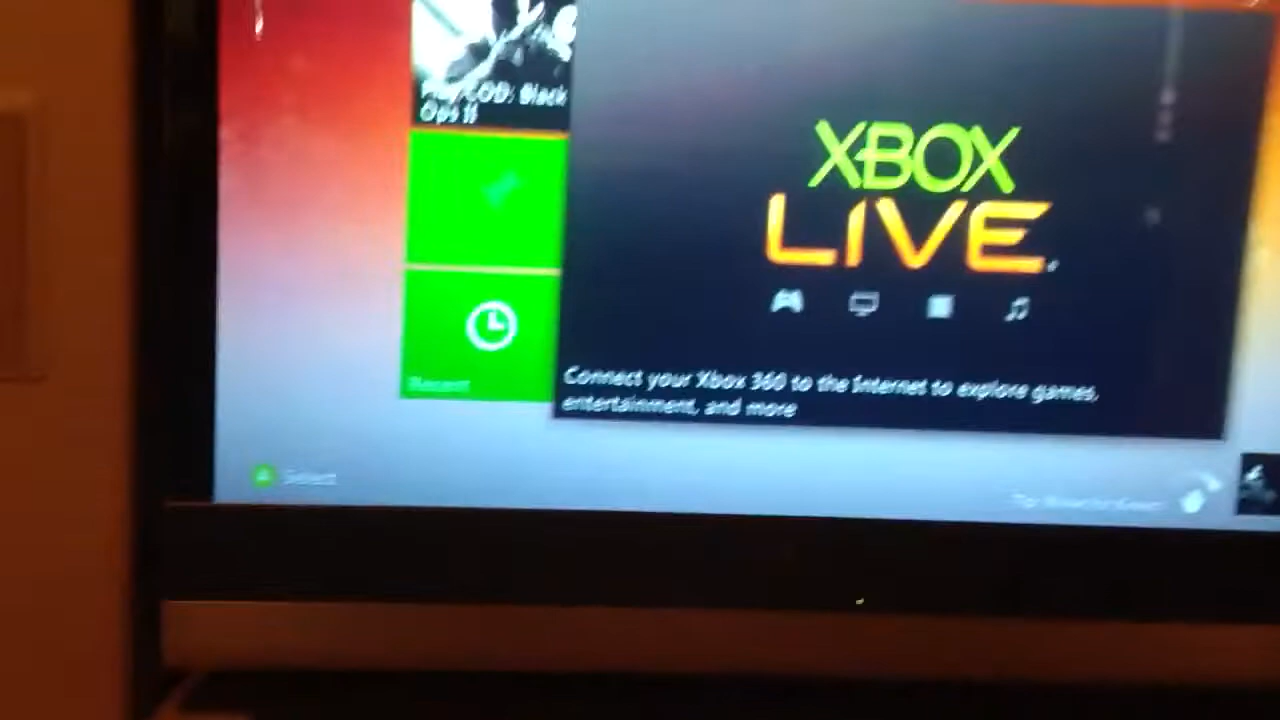 Play COD: Black
Ops II
XBOX
LIVE
Recent
Connect your Xbox 360 to the Internet to explore games,
entertainment, and more
A Select